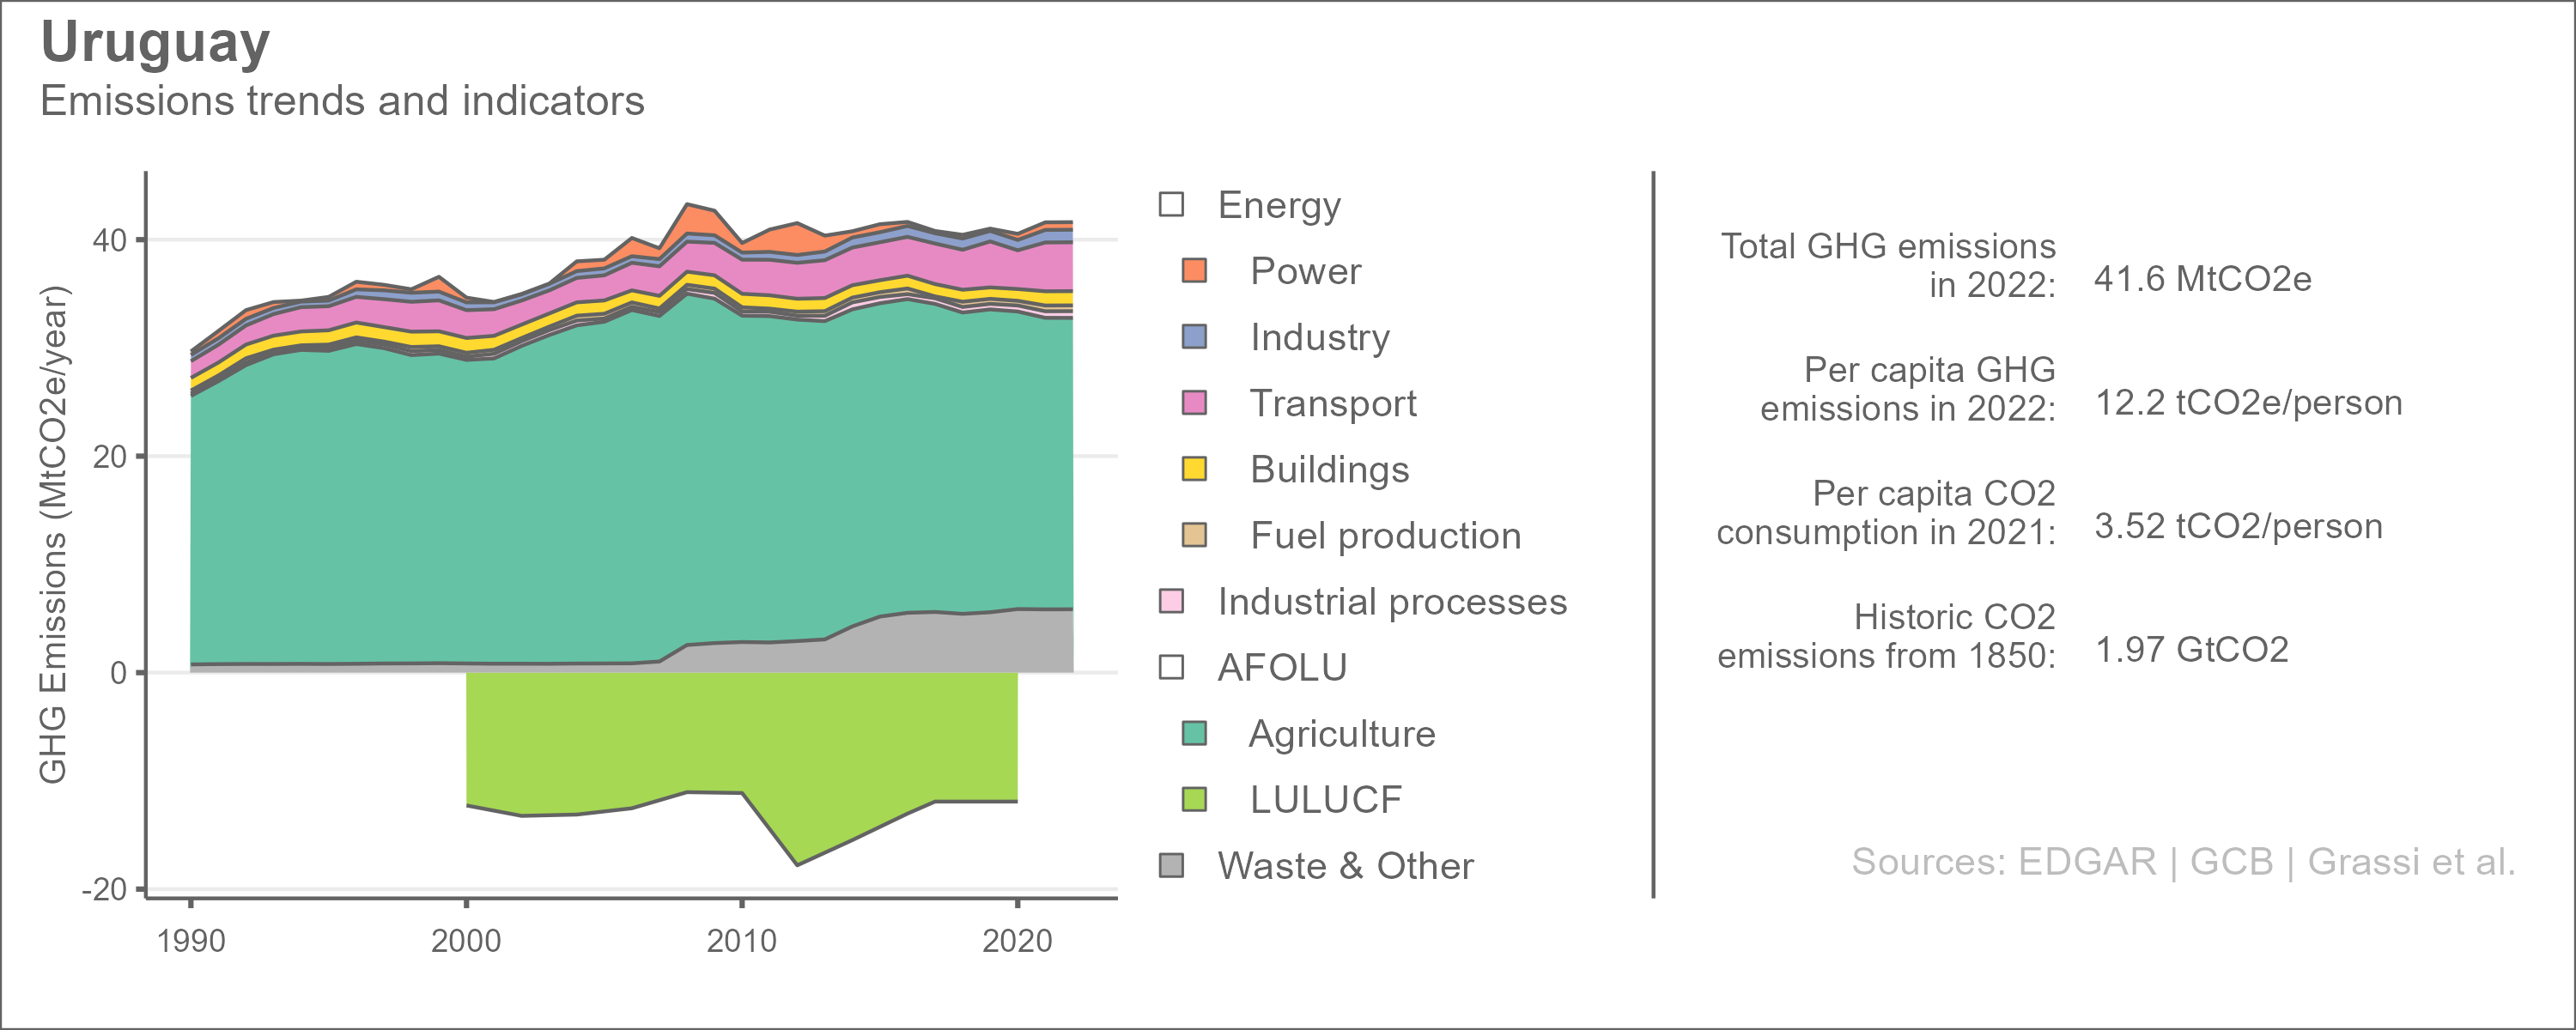 Uruguay
Emissions trends and indicators
GHG Emissions (MtCO2e/year)
40
20
0
-20
1990
2000
2010
2020
Energy
Power
Industry
Transport
Buildings
Fuel production
Industrial processes
AFOLU
Agriculture
LULUCF
Waste & Other
Total GHG emissions
in 2022:
41.6 MtCO2e
Per capita GHG
emissions in 2022:
12.2 tCO2e/person
Per capita CO2
consumption in 2021:
3.52 tCO2/person
Historic CO2
emissions from 1850:
1.97 GtCO2
Sources: EDGAR | GCB | Grassi et al.